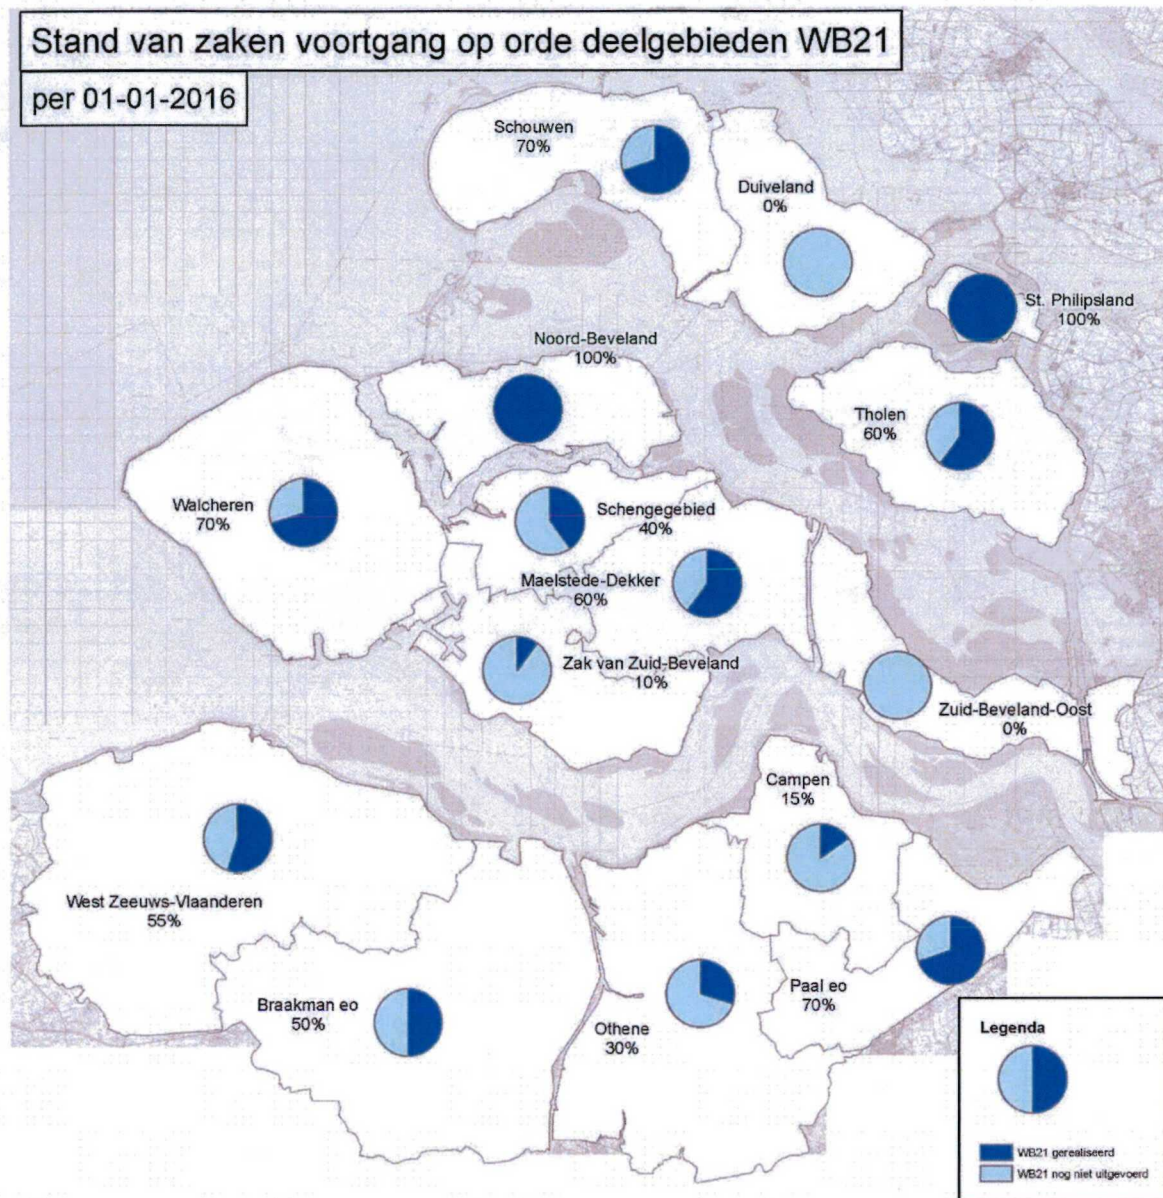 Stand van zaken voortgang op orde deelgebieden WB21
per 01-01-2016
Schouwen
70%
Duiveland
0%
St. Philipsland
100%
Noord-Beveland
100%
Tholen
60%
Walcheren
70%
Schengegebied
40%
Maelstede-Dekker
60%
Zak van Zuid-Beveland
10%
Zuid-Beveland-Oost
0%
Campen
15%
West Zeeuws-Vlaanderen
55%
Braakman eo
50%
Othene
30%
Paal eo
70%
Legenda
WB21 gerealiseerd
WB21 nog niet uitgevoerd